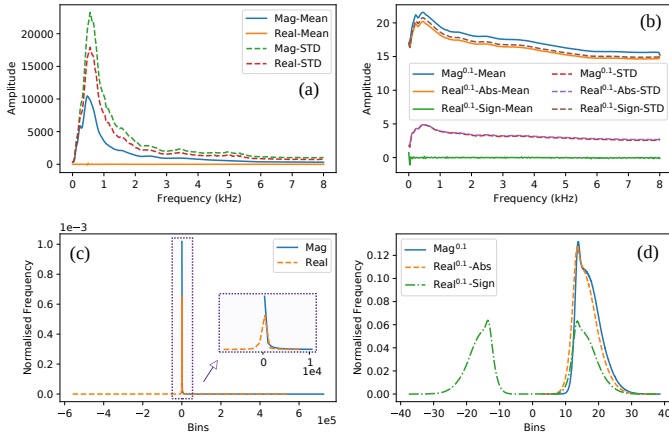 Mag-Mean
Real-Mean
Mag-STD
Real-STD
(a)
20000
15000
10000
5000
0
Amplitude
0 1 2 3 4 5 6 7 8
Frequency (kHz)
(b)
20
15
10
5
0
Amplitude
Mag^0.1-Mean
Real^0.1-Abs-Mean
Real^0.1-Sign-Mean
Mag^0.1-STD
Real^0.1-Abs-STD
Real^0.1-Sign-STD
0 1 2 3 4 5 6 7 8
Frequency (kHz)
1e−3
(c)
Mag
Real
1.0
0.8
0.6
0.4
0.2
0.0
Normalised Frequency
0 1e4
−6 −4 −2 0 2 4 6
1e5
Bins
Mag^0.1
Real^0.1-Abs
Real^0.1-Sign
(d)
0.12
0.10
0.08
0.06
0.04
0.02
0.00
Normalised Frequency
−40 −30 −20 −10 0 10 20 30 40
Bins